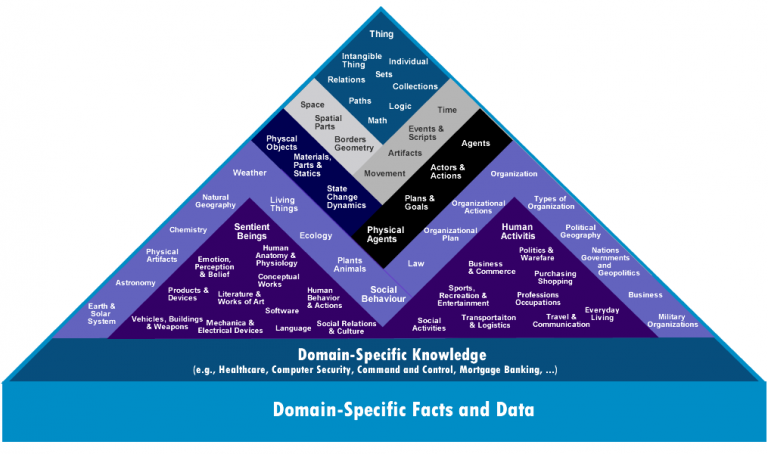 Thing
Intangible
Thing
Individual
Sets
Relations
Collections
Paths
Logic
Math
Space
Spatial
Parts
Borders
Geometry
Time
Events &
Scripts
Artifacts
Movement
Physcal
Objects
Materials,
Parts &
Statics
State
Change
Dynamics
Agents
Actors &
Actions
Plans &
Goals
Physical
Agents
Weather
Living
Things
Natural
Geography
Ecology
Chemistry
Plants
Animals
Physical
Artifacts
Astronomy
Social
Behaviour
Earth &
Solar
System
Organization
Types of
Organization
Organizational
Actions
Political
Geography
Organizational
Plan
Nations
Governments
and
Geopolitics
Law
Business
Military
Organizations
Sentient
Beings
Human
Anatomy &
Physiology
Emotion,
Perception
& Belief
Conceptual
Works
Products &
Devices
Literature &
Works of Art
Human
Behavior
& Actions
Software
Vehicles, Buildings
& Weapons
Mechanica &
Electrical Devices
Language
Social Relations
& Culture
Human
Activitis
Politics &
Warefare
Business
& Commerce
Purchasing
Shopping
Sports,
Recreation &
Entertainment
Professions
Occupations
Everyday
Living
Social
Activities
Transportaiton
& Logistics
Travel &
Communication
Domain-Specific Knowledge
(e.g., Healthcare, Computer Security, Command and Control, Mortgage Banking, ...)
Domain-Specific Facts and Data